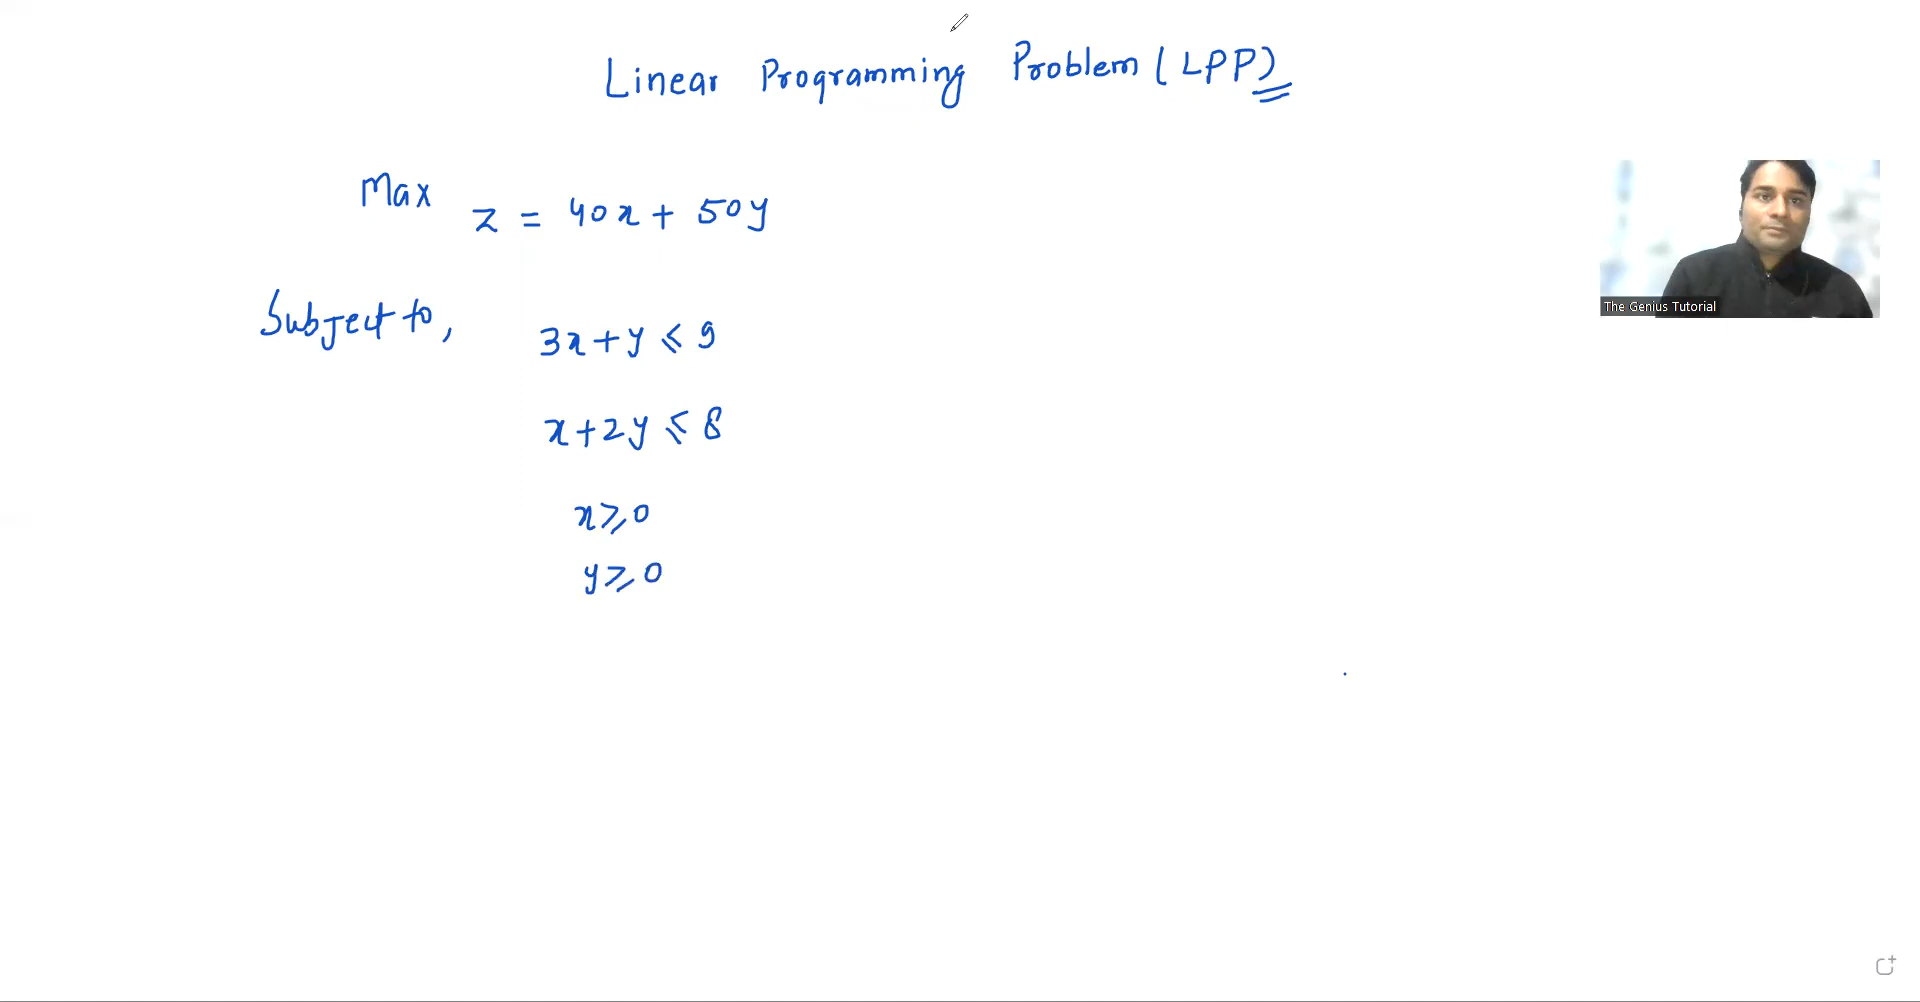 Linear Programming Problem (LPP)
Max z = 40x + 50y
Subject to,
3x + y ≤ 9
x + 2y ≤ 8
x ≥ 0
y ≥ 0
The Genius Tutorial